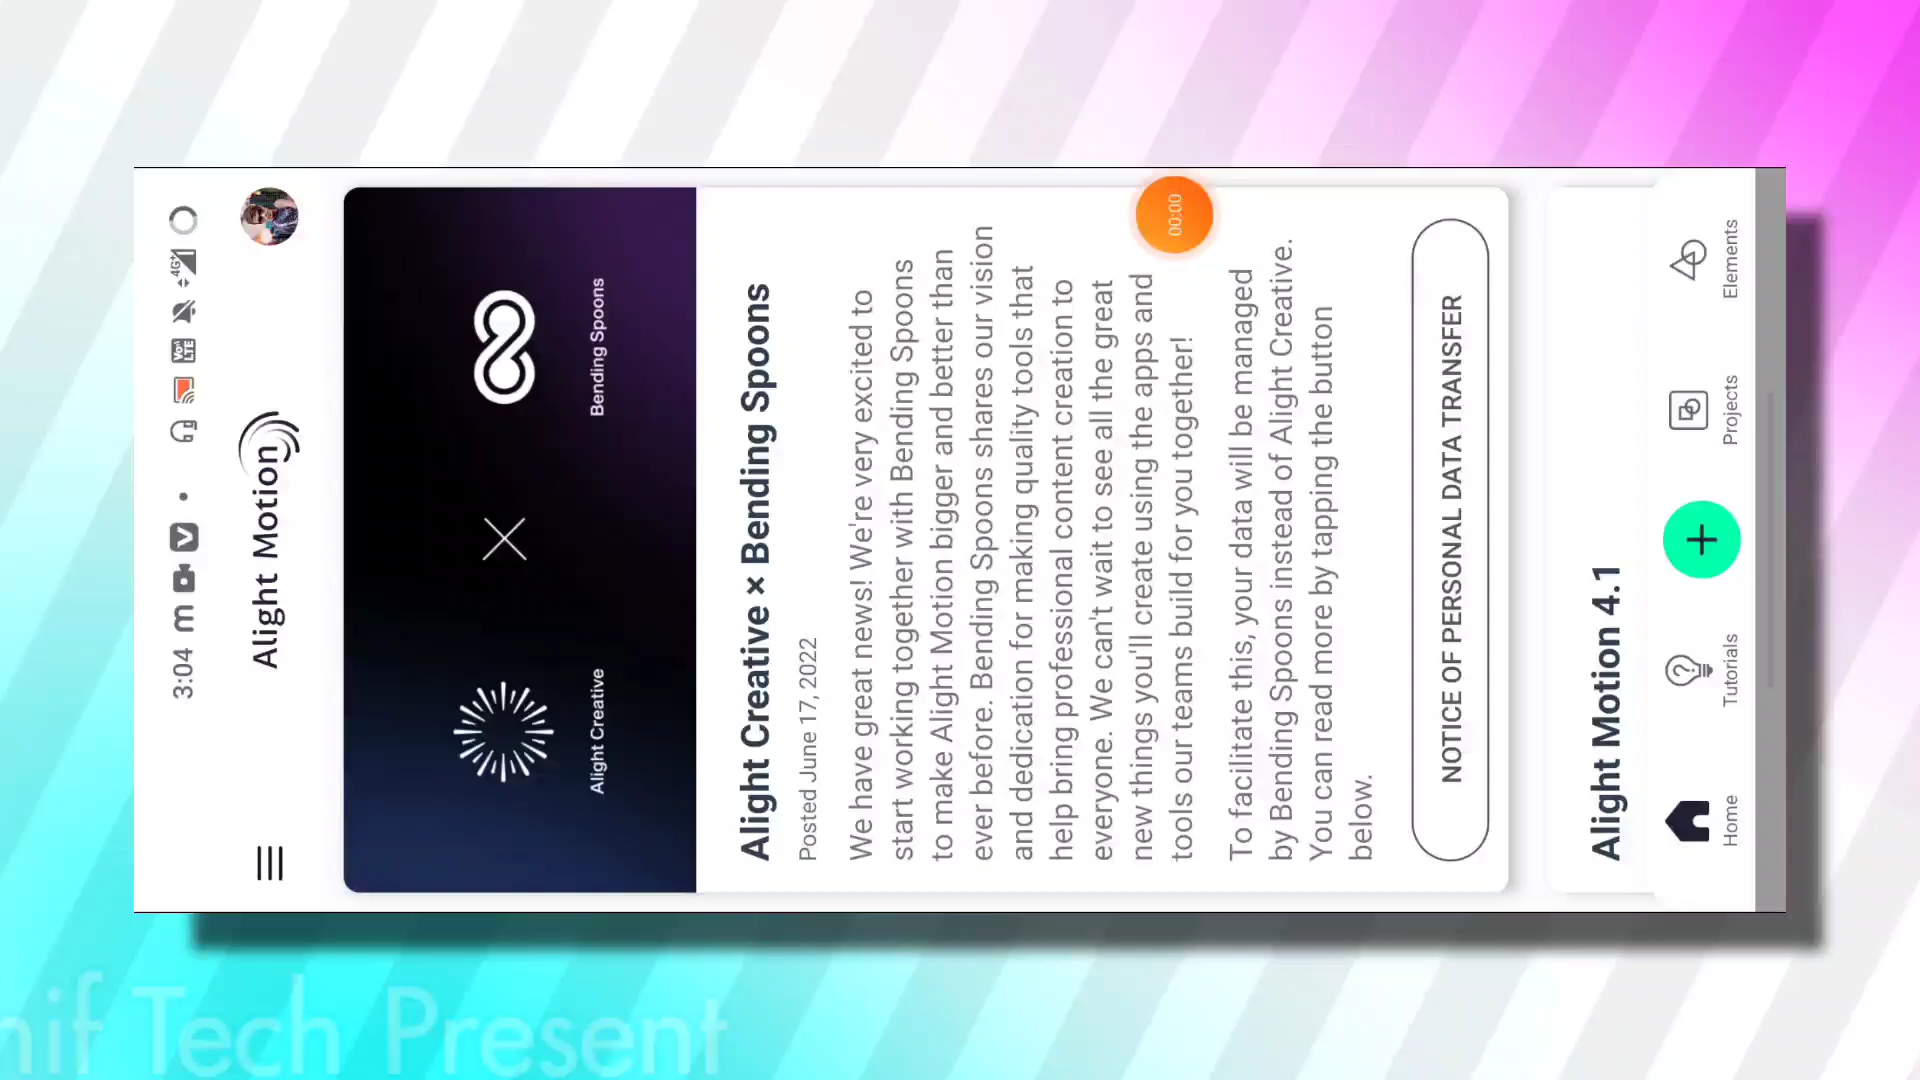 3:04
4G+
Vo
LTE
Alight Motion
Alight Creative
Bending Spoons
Alight Creative × Bending Spoons
Posted June 17, 2022
We have great news! We're very excited to
start working together with Bending Spoons
to make Alight Motion bigger and better than
ever before. Bending Spoons shares our vision
and dedication for making quality tools that
help bring professional content creation to
everyone. We can't wait to see all the great
new things you'll create using the apps and
tools our teams build for you together!
00:00
To facilitate this, your data will be managed
by Bending Spoons instead of Alight Creative.
You can read more by tapping the button
below.
NOTICE OF PERSONAL DATA TRANSFER
Alight Motion 4.1
Home
Tutorials
Projects
Elements
nif Tech Present